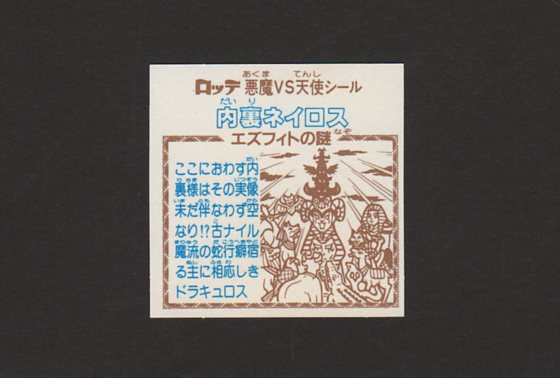 ロッテ 悪魔VS天使シール
内裏ネイロス
エズフィトの謎
ここにおわす内
裏様はその実像
未だ伴なわず空
なり!?古ナイル
魔流の蛇行癖宿
る主に相応しき
ドラキュロス